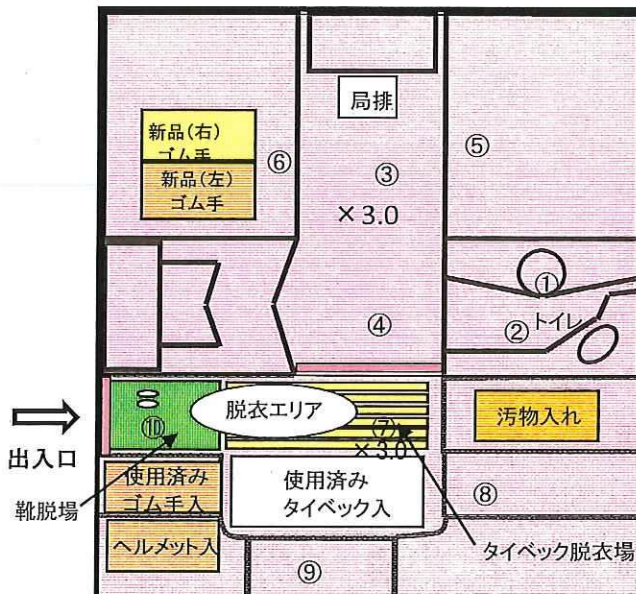 局排
新品(右)
ゴム手
新品(左)
ゴム手
⑥
③
×3.0
⑤
①
②
トイレ
④
脱衣エリア
⑩
⑦
×3.0
汚物入れ
出入口
靴脱場
使用済み
ゴム手入
使用済み
タイベック入
⑧
ヘルメット入
⑨
タイベック脱衣場